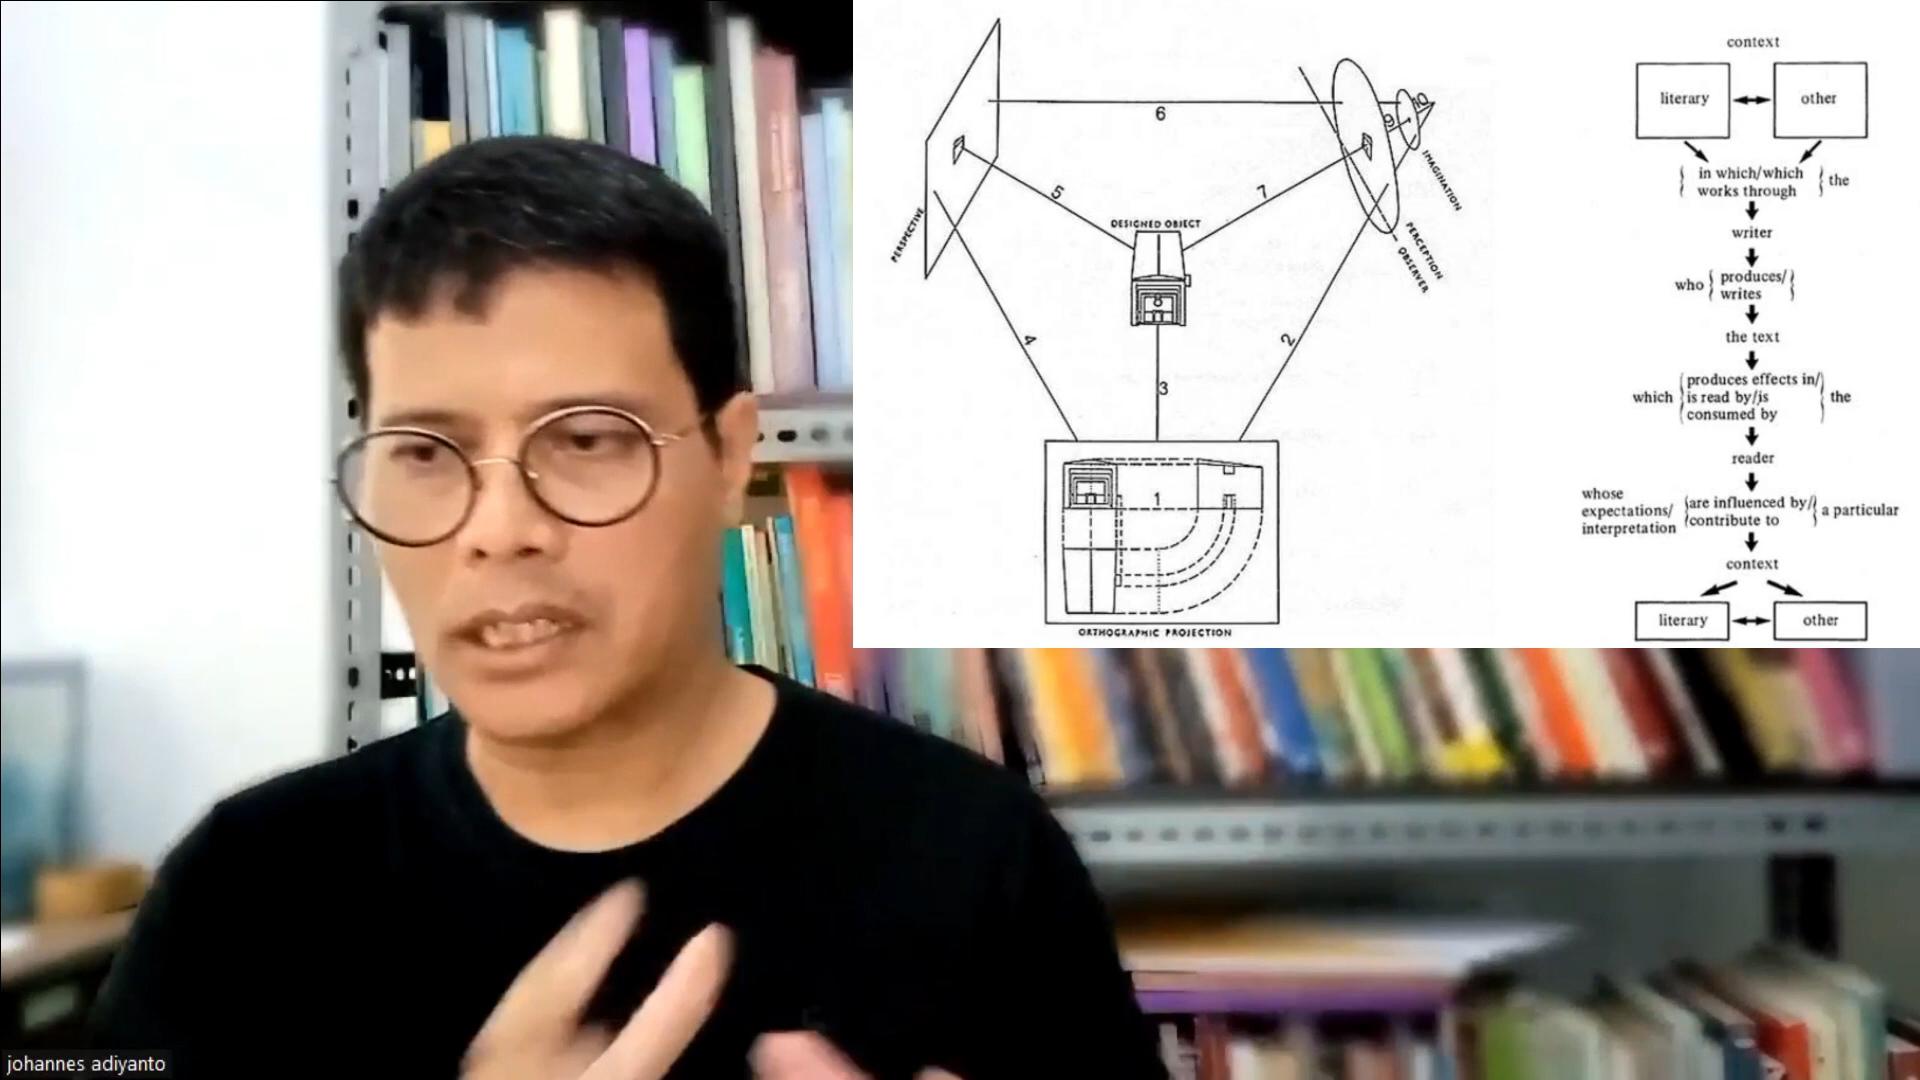 PERSPECTIVE
6
5
7
4
2
3
9
10
IMAGINATION
PERCEPTION
OBSERVER
DESIGNED OBJECT
8
1
ORTHOGRAPHIC PROJECTION
context
literary other
{ in which/which } the
works through
writer
who { produces/ }
writes
the text
produces effects in/
which { is read by/is } the
consumed by
reader
whose
expectations/ {are influenced by/} a particular
interpretation contribute to
context
literary other
johannes adiyanto